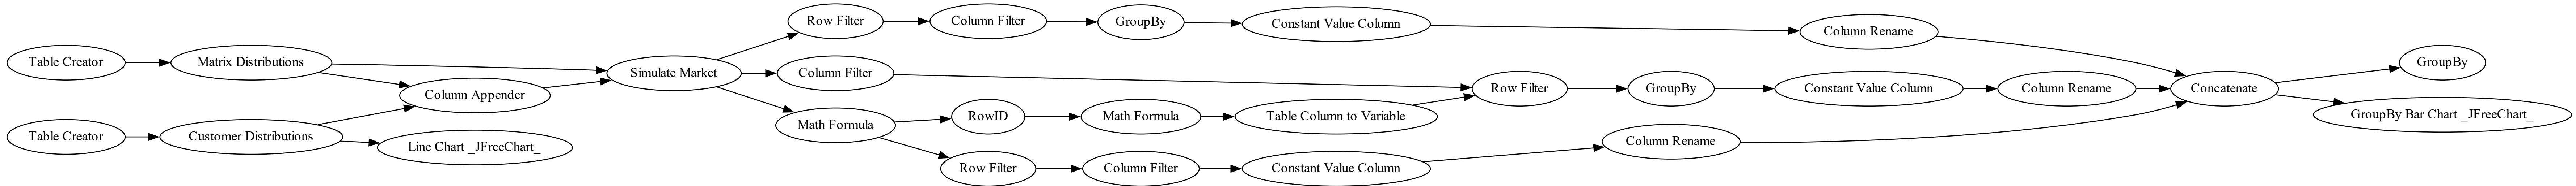 Table Creator
Matrix Distributions
Table Creator
Customer Distributions
Column Appender
Line Chart _JFreeChart_
Simulate Market
Row Filter
Column Filter
GroupBy
Constant Value Column
Column Rename
Column Filter
Row Filter
GroupBy
Constant Value Column
Column Rename
Math Formula
RowID
Math Formula
Table Column to Variable
Row Filter
Column Filter
Constant Value Column
Column Rename
Concatenate
GroupBy
GroupBy Bar Chart _JFreeChart_